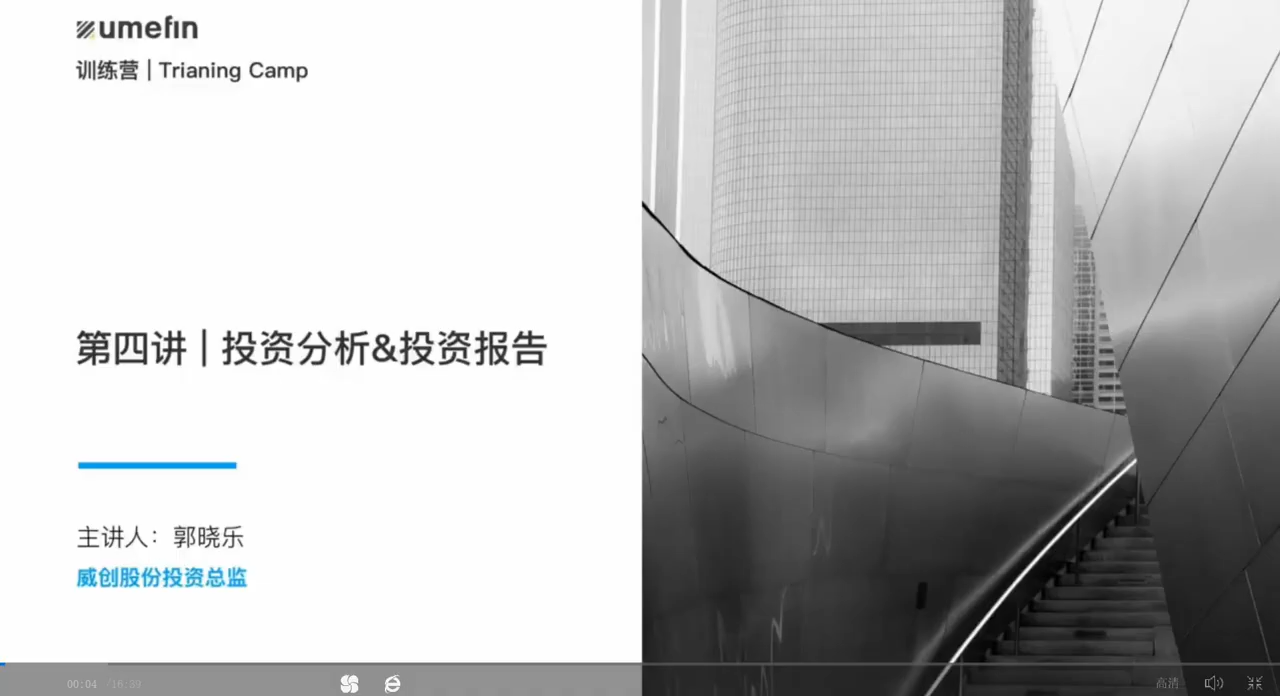 umefin
训练营 | Trianing Camp
第四讲 | 投资分析&投资报告
主讲人：郭晓乐
威创股份投资总监
00:04 /16:39
高清